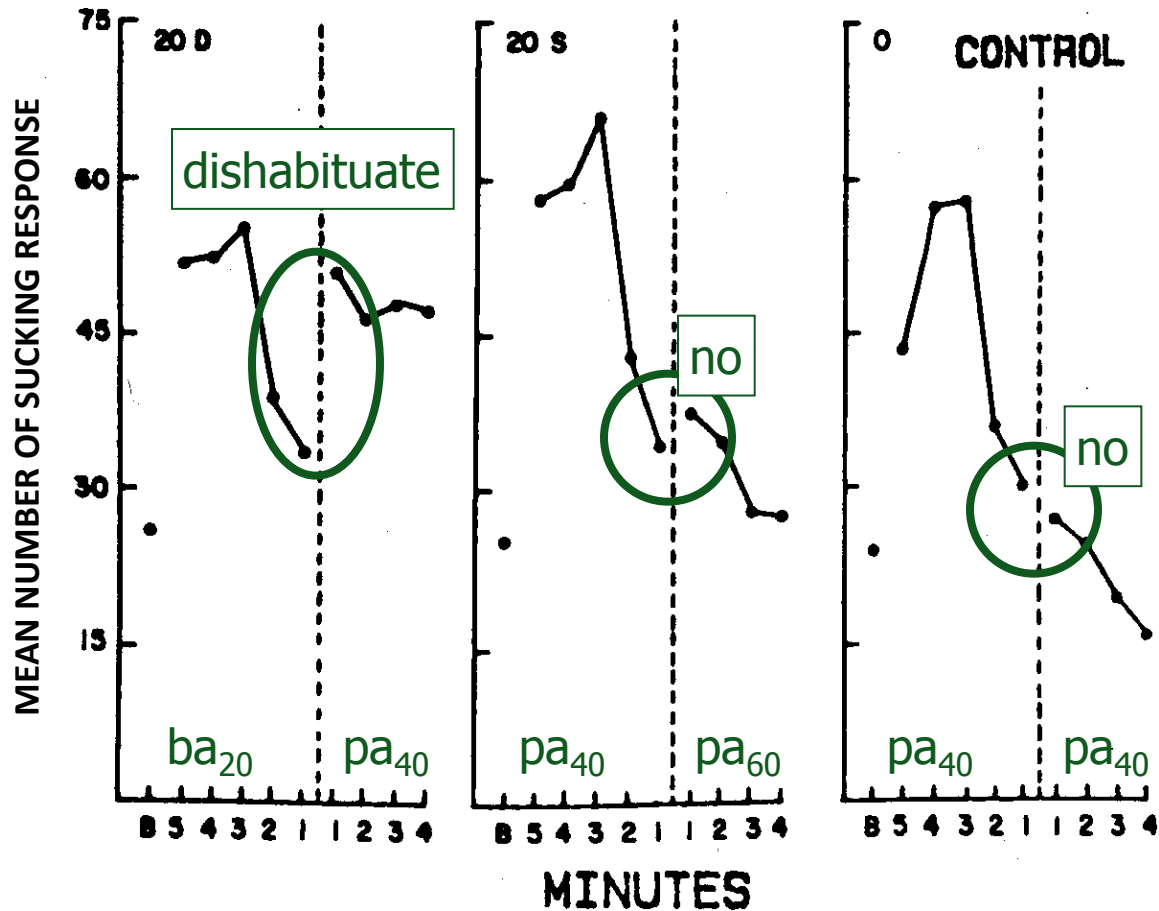 MEAN NUMBER OF SUCKING RESPONSE
75
60
45
30
15
20 D
dishabituate
ba20
pa40
B 5 4 3 2 1 1 2 3 4
20 S
no
pa40
pa60
B 5 4 3 2 1 1 2 3 4
0
CONTROL
no
pa40
pa40
B 5 4 3 2 1 1 2 3 4
MINUTES